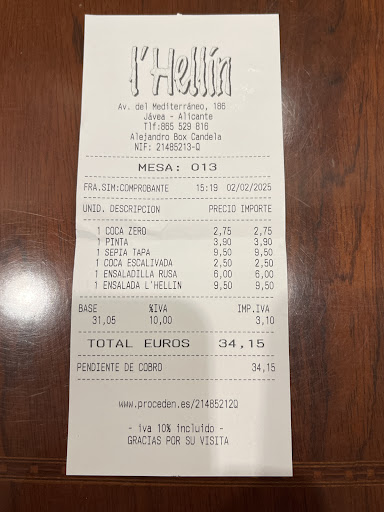 l'Hellín
Av. del Mediterráneo, 186
Jávea - Alicante
Tlf:865 529 816
Alejandro Box Candela
NIF: 21485213-Q
MESA: 013
FRA.SIM:COMPROBANTE 15:19 02/02/2025
UNID. DESCRIPCION PRECIO IMPORTE
1 COCA ZERO 2,75 2,75
1 PINTA 3,90 3,90
1 SEPIA TAPA 9,50 9,50
1 COCA ESCALIVADA 2,50 2,50
1 ENSALADILLA RUSA 6,00 6,00
1 ENSALADA L'HELLIN 9,50 9,50
BASE %IVA IMP.IVA
31,05 10,00 3,10
TOTAL EUROS 34,15
PENDIENTE DE COBRO 34,15
www.proceden.es/21485212Q
- iva 10% incluido -
GRACIAS POR SU VISITA